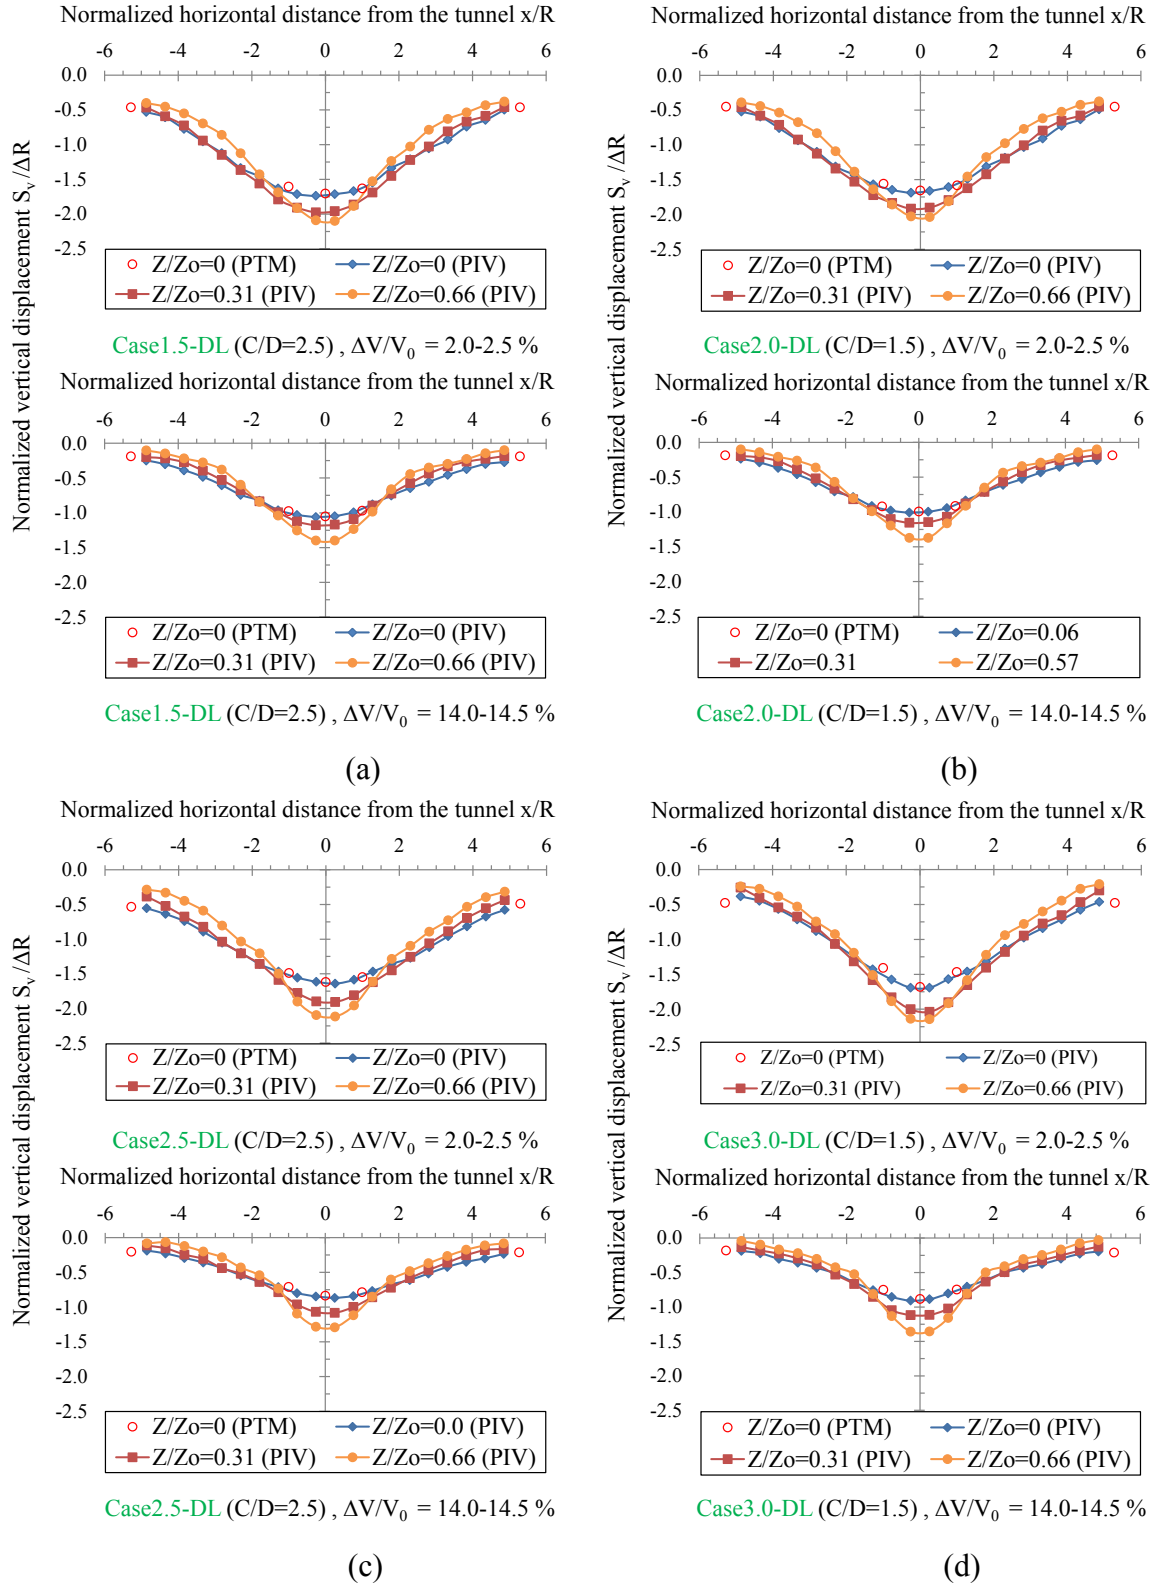 Normalized horizontal distance from the tunnel x/R
-6 -4 -2 0 2 4 6
0.0
-0.5
-1.0
-1.5
-2.0
-2.5
Z/Zo=0 (PTM) Z/Zo=0 (PIV)
Z/Zo=0.31 (PIV) Z/Zo=0.66 (PIV)
Case1.5-DL (C/D=2.5) , ΔV/V₀ = 2.0-2.5 %
Normalized horizontal distance from the tunnel x/R
-6 -4 -2 0 2 4 6
0.0
-0.5
-1.0
-1.5
-2.0
-2.5
Z/Zo=0 (PTM) Z/Zo=0 (PIV)
Z/Zo=0.31 (PIV) Z/Zo=0.66 (PIV)
Case1.5-DL (C/D=2.5) , ΔV/V₀ = 14.0-14.5 %
Normalized vertical displacement Sᵥ/ΔR
(a)
Normalized horizontal distance from the tunnel x/R
-6 -4 -2 0 2 4 6
0.0
-0.5
-1.0
-1.5
-2.0
-2.5
Z/Zo=0 (PTM) Z/Zo=0 (PIV)
Z/Zo=0.31 (PIV) Z/Zo=0.66 (PIV)
Case2.0-DL (C/D=1.5) , ΔV/V₀ = 2.0-2.5 %
Normalized horizontal distance from the tunnel x/R
-6 -4 -2 0 2 4 6
0.0
-0.5
-1.0
-1.5
-2.0
-2.5
Z/Zo=0 (PTM) Z/Zo=0.06
Z/Zo=0.31 Z/Zo=0.57
Case2.0-DL (C/D=1.5) , ΔV/V₀ = 14.0-14.5 %
Normalized vertical displacement Sᵥ/ΔR
(b)
Normalized horizontal distance from the tunnel x/R
-6 -4 -2 0 2 4 6
0.0
-0.5
-1.0
-1.5
-2.0
-2.5
Z/Zo=0 (PTM) Z/Zo=0 (PIV)
Z/Zo=0.31 (PIV) Z/Zo=0.66 (PIV)
Case2.5-DL (C/D=2.5) , ΔV/V₀ = 2.0-2.5 %
Normalized horizontal distance from the tunnel x/R
-6 -4 -2 0 2 4 6
0.0
-0.5
-1.0
-1.5
-2.0
-2.5
Z/Zo=0 (PTM) Z/Zo=0.0 (PIV)
Z/Zo=0.31 (PIV) Z/Zo=0.66 (PIV)
Case2.5-DL (C/D=2.5) , ΔV/V₀ = 14.0-14.5 %
Normalized vertical displacement Sᵥ/ΔR
(c)
Normalized horizontal distance from the tunnel x/R
-6 -4 -2 0 2 4 6
0.0
-0.5
-1.0
-1.5
-2.0
-2.5
Z/Zo=0 (PTM) Z/Zo=0 (PIV)
Z/Zo=0.31 (PIV) Z/Zo=0.66 (PIV)
Case3.0-DL (C/D=1.5) , ΔV/V₀ = 2.0-2.5 %
Normalized horizontal distance from the tunnel x/R
-6 -4 -2 0 2 4 6
0.0
-0.5
-1.0
-1.5
-2.0
-2.5
Z/Zo=0 (PTM) Z/Zo=0 (PIV)
Z/Zo=0.31 (PIV) Z/Zo=0.66 (PIV)
Case3.0-DL (C/D=1.5) , ΔV/V₀ = 14.0-14.5 %
Normalized vertical displacement Sᵥ/ΔR
(d)